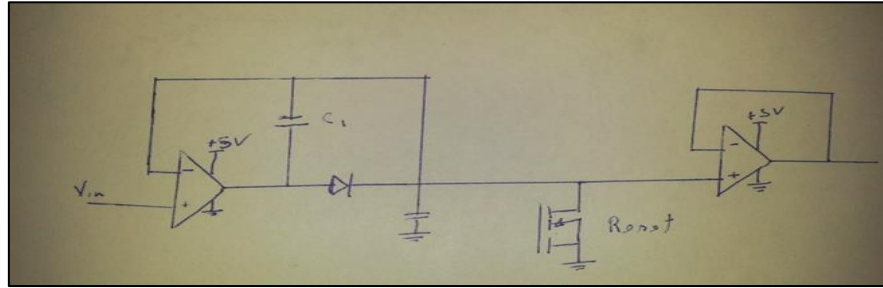 C1
+5V
+5V
Vin
-
+
-
+
Reset